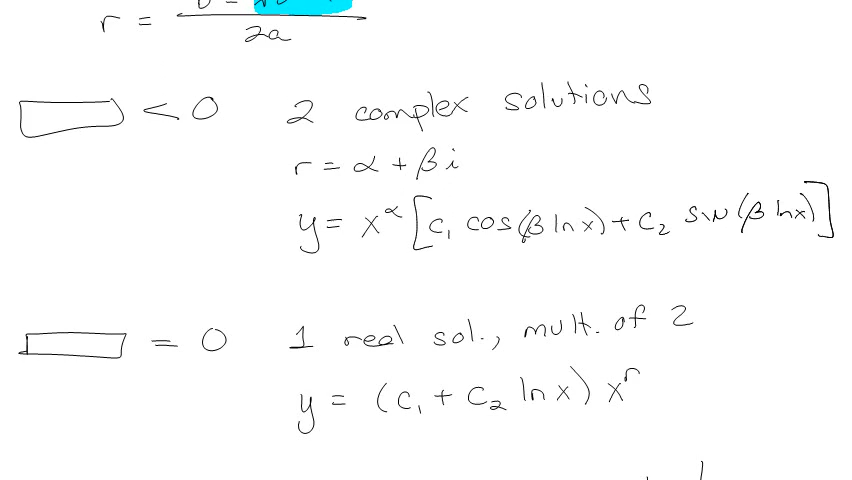 r = / 2a
< 0 2 complex solutions
r = α + β i
y = x^α [c₁ cos(β ln x) + c₂ sin(β ln x)]
= 0 1 real sol., mult. of 2
y = (c₁ + c₂ ln x) x^r